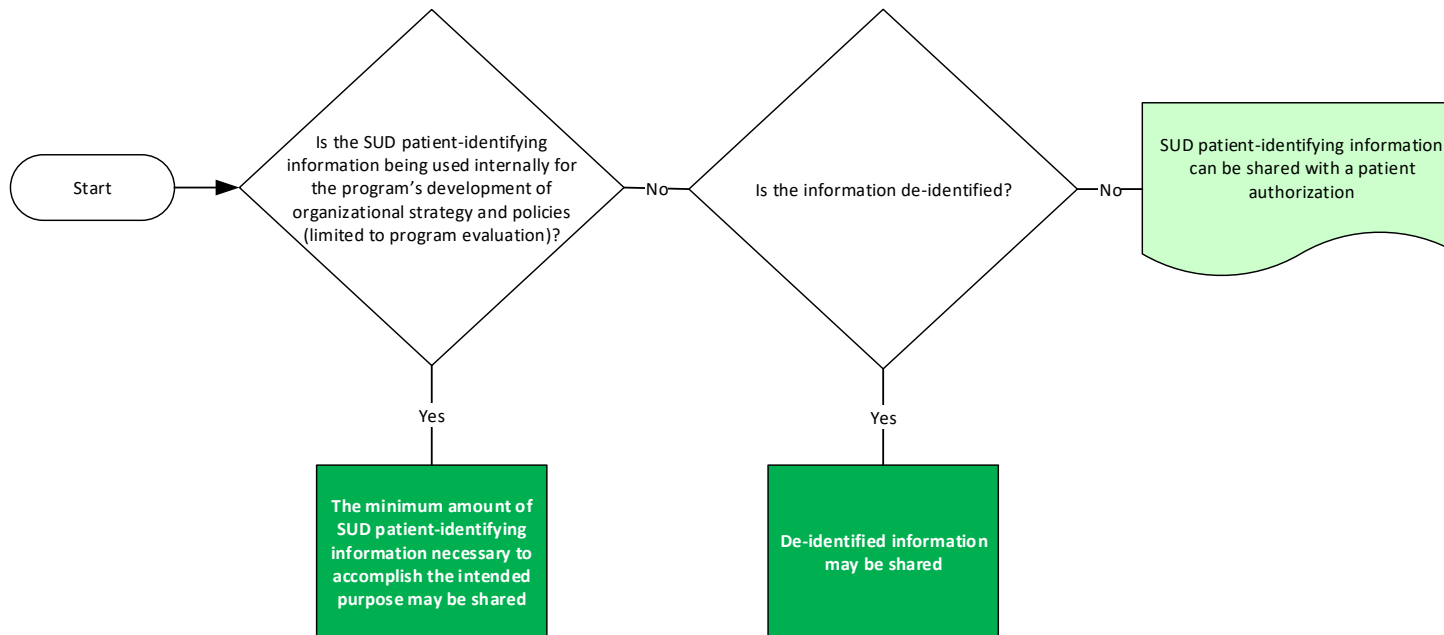 Start
Is the SUD patient-identifying
information being used internally for
the program’s development of
organizational strategy and policies
(limited to program evaluation)?
No
Is the information de-identified?
No
SUD patient-identifying information
can be shared with a patient
authorization
Yes
Yes
The minimum amount of
SUD patient-identifying
information necessary to
accomplish the intended
purpose may be shared
De-identified information
may be shared